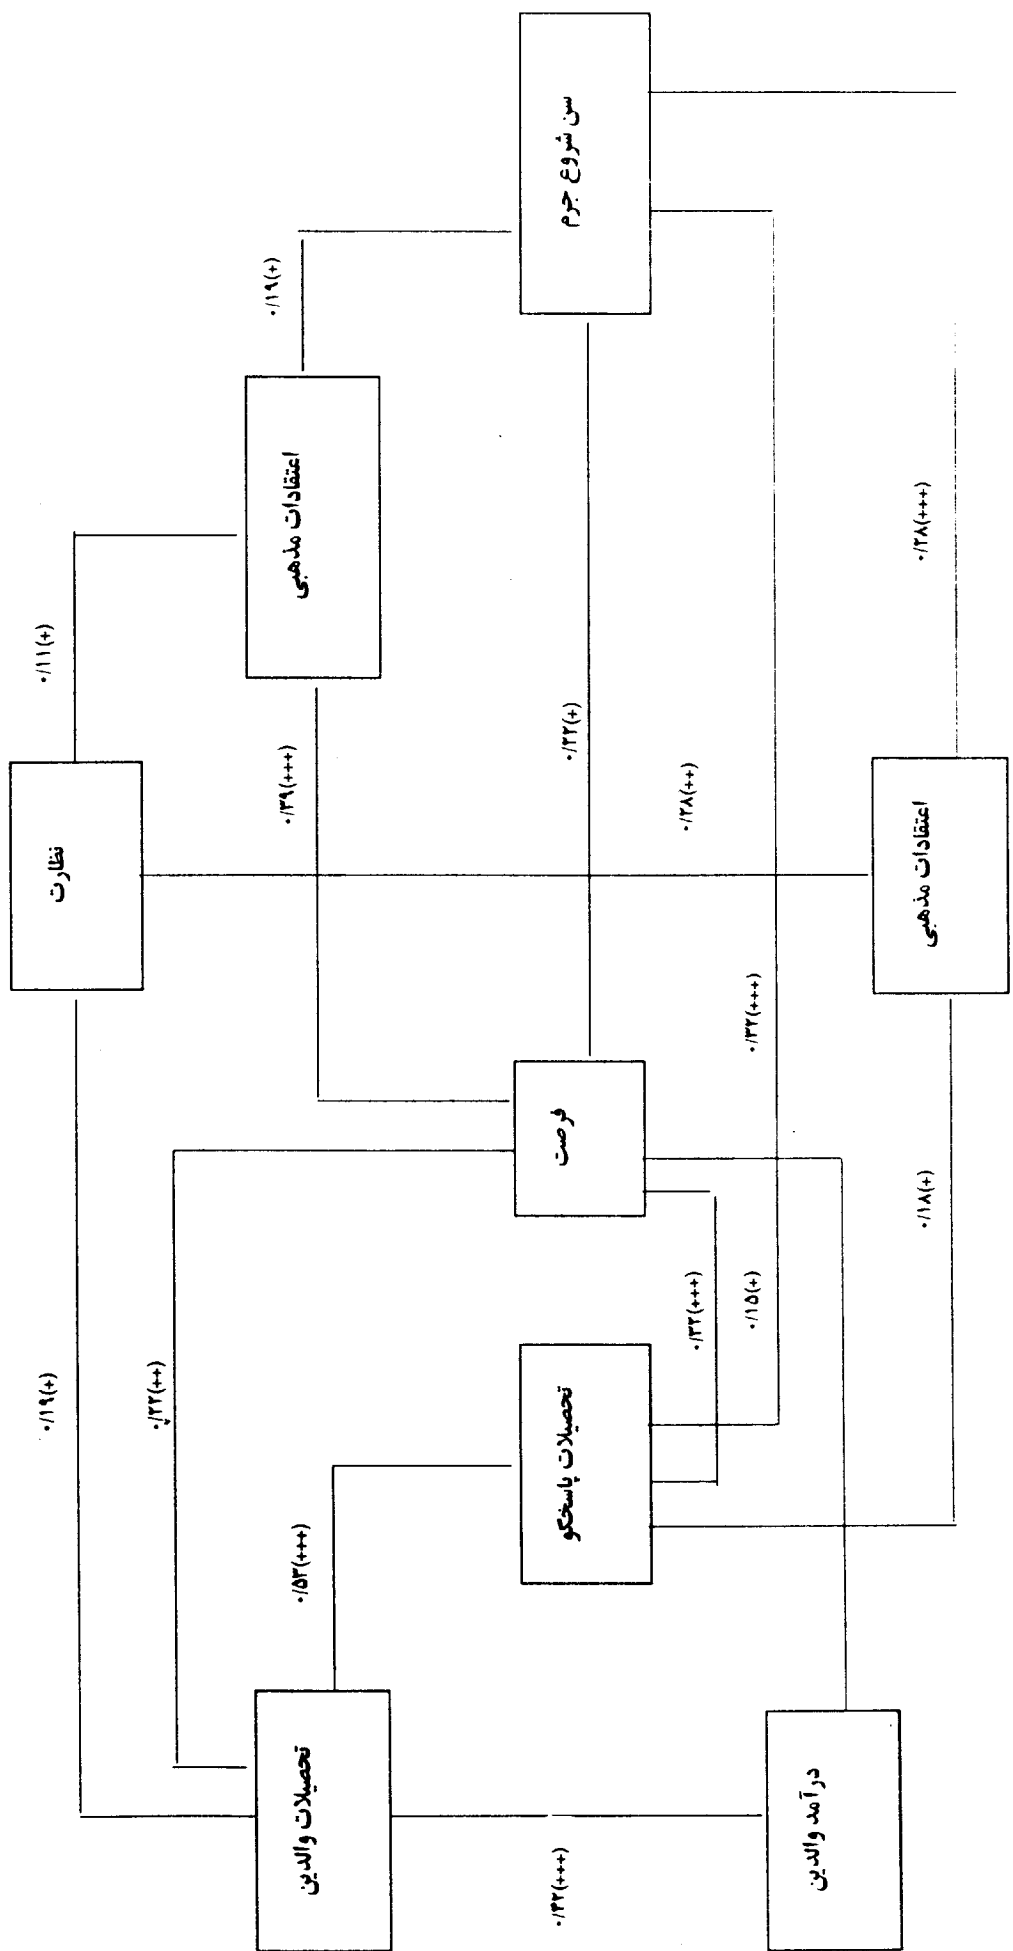 سن شروع جرم
۰/۱۹(+)
اعتقادات مذهبی
۰/۱۱(+)
۰/۲۸(+++)
۰/۳۹(+++)
۰/۲۲(+)
۰/۲۸(++)
نظارت
اعتقادات مذهبی
۰/۲۲(+++)
فرصت
۰/۱۸(+)
۰/۱۵(+)
۰/۳۲(+++)
۰/۱۹(+)
۰/۲۲(++)
تحصیلات پاسخگو
۰/۵۳(+++)
تحصیلات والدین
درآمد والدین
۰/۴۲(+++)